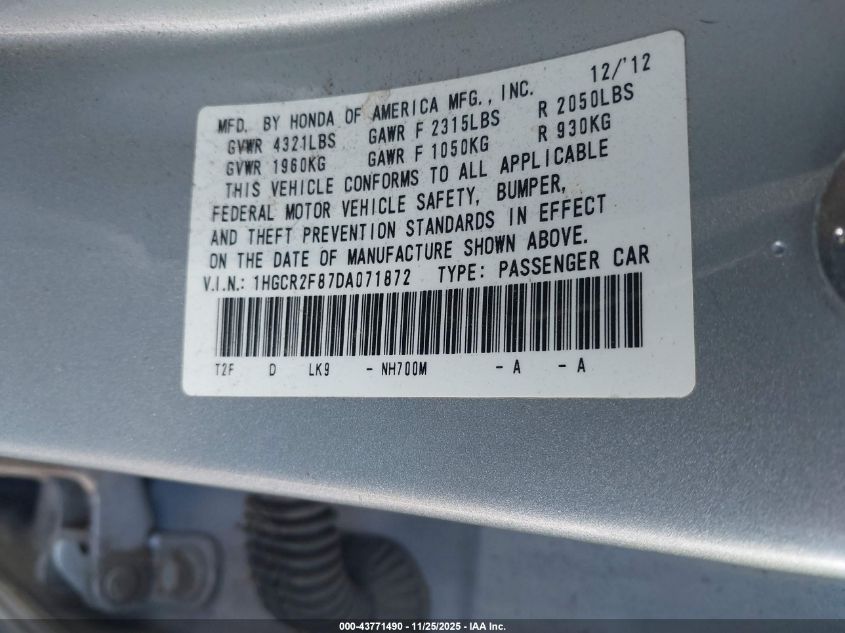 12/'12
MFD. BY HONDA OF AMERICA MFG., INC.
GVWR 4321LBS GAWR F 2315LBS R 2050LBS
GVWR 1960KG GAWR F 1050KG R 930KG
THIS VEHICLE CONFORMS TO ALL APPLICABLE
FEDERAL MOTOR VEHICLE SAFETY, BUMPER,
AND THEFT PREVENTION STANDARDS IN EFFECT
ON THE DATE OF MANUFACTURE SHOWN ABOVE.
V.I.N.: 1HGCR2F87DA071872 TYPE: PASSENGER CAR
T2F D LK9 - NH700M - A - A
000-43771490 - 11/25/2025 - IAA Inc.